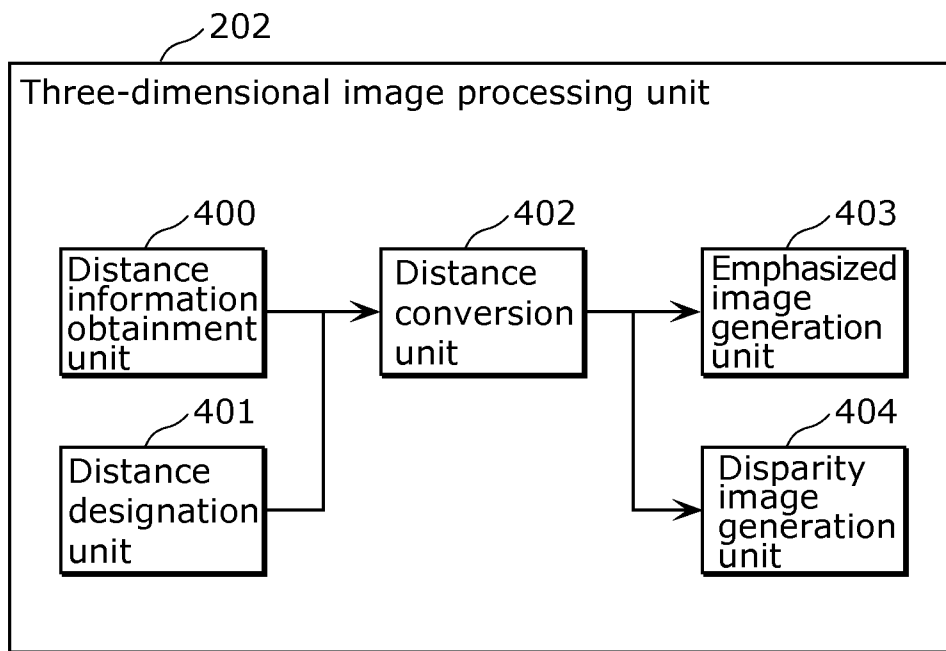 202
Three-dimensional image processing unit
400
Distance
information
obtainment
unit
402
Distance
conversion
unit
403
Emphasized
image
generation
unit
401
Distance
designation
unit
404
Disparity
image
generation
unit